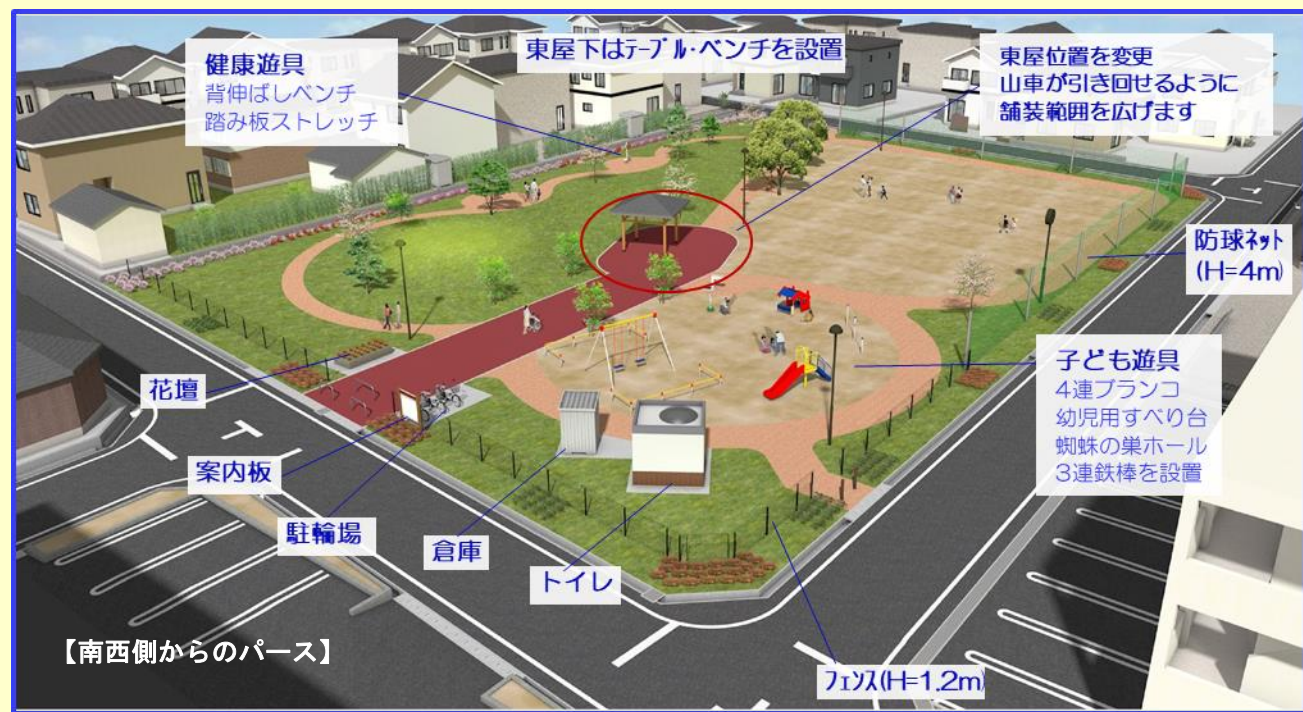 東屋下はﾃｰﾌﾞﾙ・ベンチを設置
健康遊具
背伸ばしベンチ
踏み板ストレッチ
東屋位置を変更
山車が引き回せるように
舗装範囲を広げます
防球ﾈｯﾄ
(H=4m)
子ども遊具
4連ブランコ
幼児用すべり台
蜘蛛の巣ホール
3連鉄棒を設置
花壇
案内板
駐輪場
倉庫
トイレ
ﾌｪﾝｽ(H=1.2m)
【南西側からのパース】